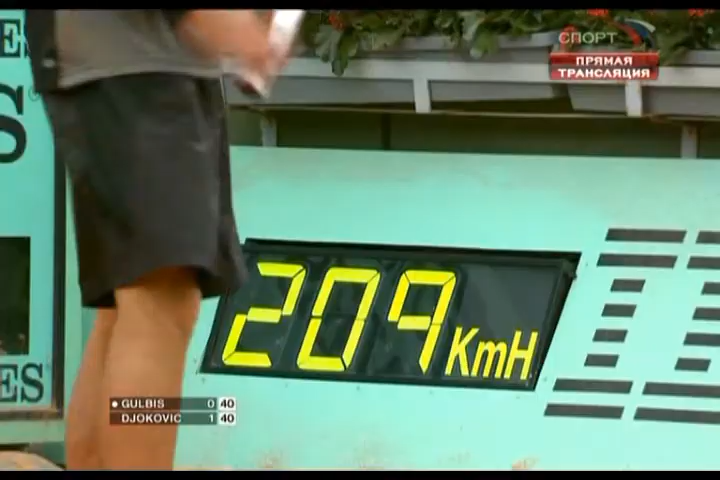 СПОРТ
ПРЯМАЯ
ТРАНСЛЯЦИЯ
209 KmH
GULBIS 0 40
DJOKOVIC 1 40